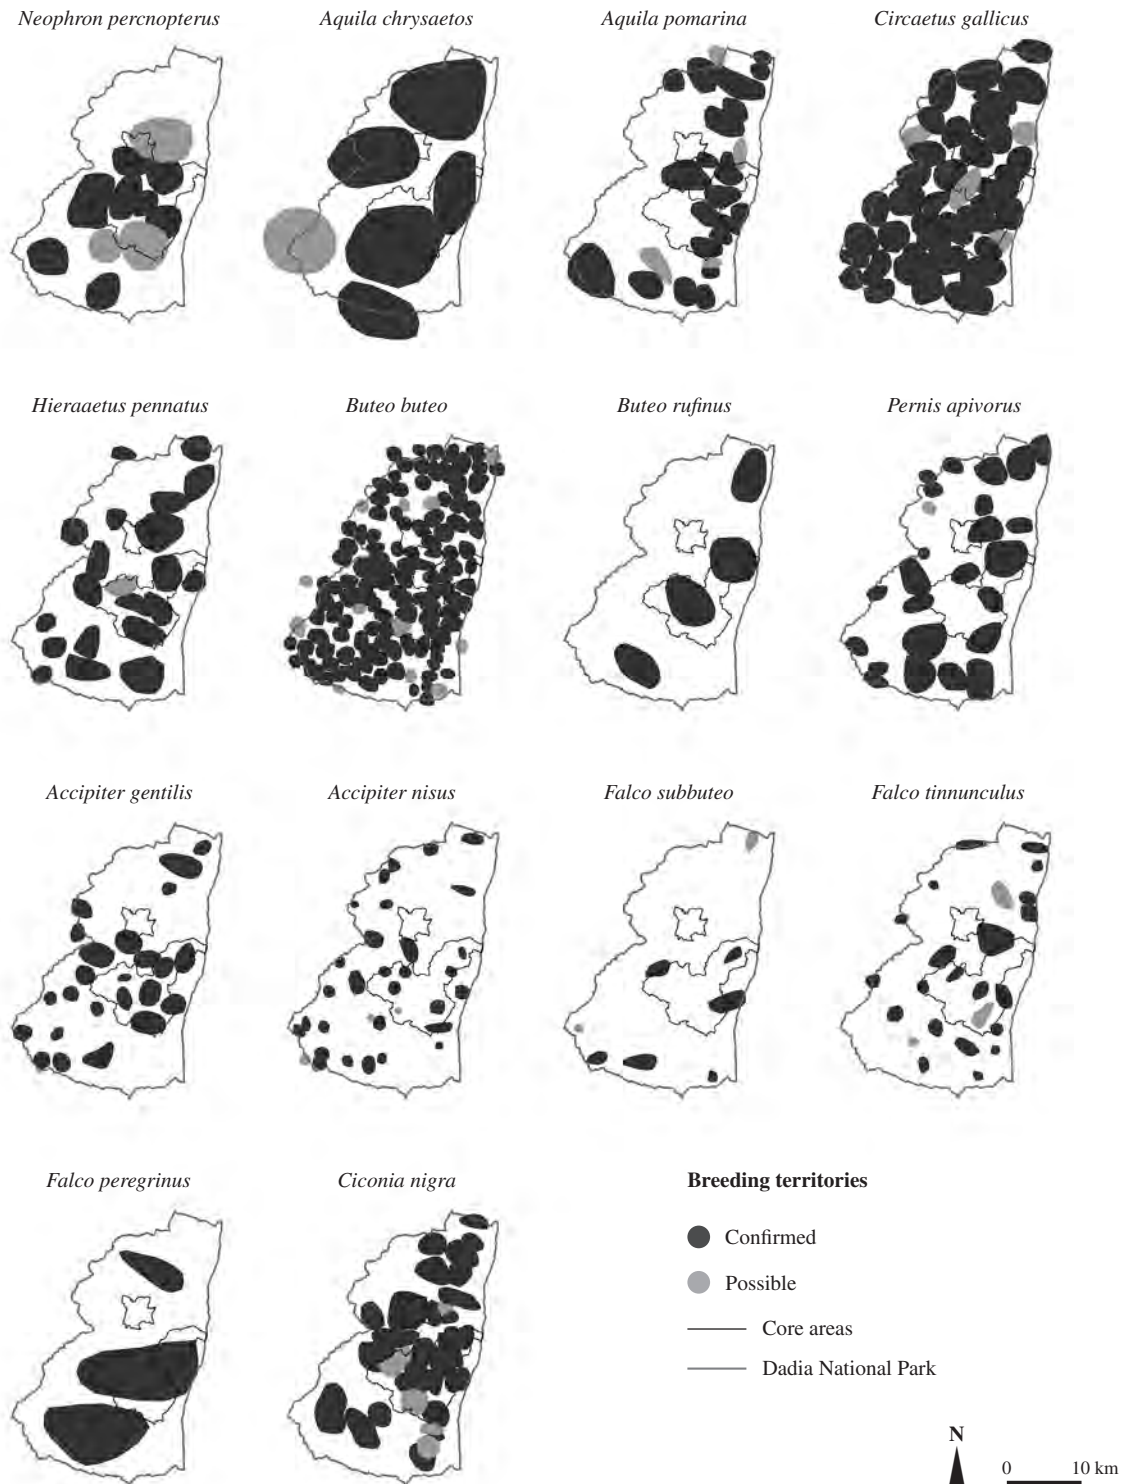 Neophron percnopterus
Aquila chrysaetos
Aquila pomarina
Circaetus gallicus
Hieraaetus pennatus
Buteo buteo
Buteo rufinus
Pernis apivorus
Accipiter gentilis
Accipiter nisus
Falco subbuteo
Falco tinnunculus
Falco peregrinus
Ciconia nigra
Breeding territories
Confirmed
Possible
Core areas
Dadia National Park
N
0 10 km